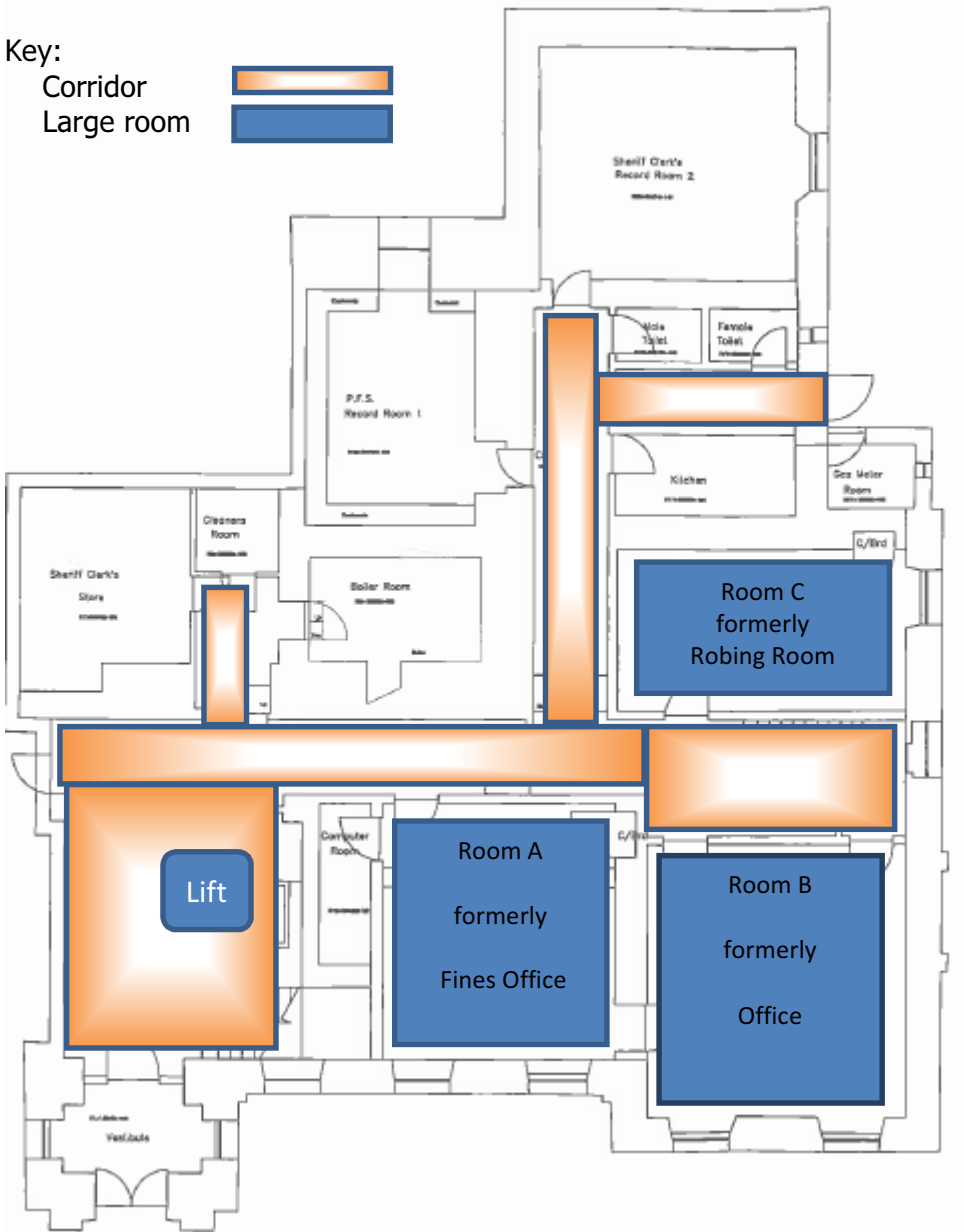 Key:
Corridor
Large room
Sheriff Clerk's
Record Room 2
Male
Toilet
Female
Toilet
P.F.S.
Record Room 1
Kitchen
Gas Meter
Room
C/Brd
Cleaners
Room
Sheriff Clerk's
Store
Boiler Room
Room C
formerly
Robing Room
Computer
Room
C/Brd
Room A
formerly
Fines Office
Lift
Room B
formerly
Office
Vestibule